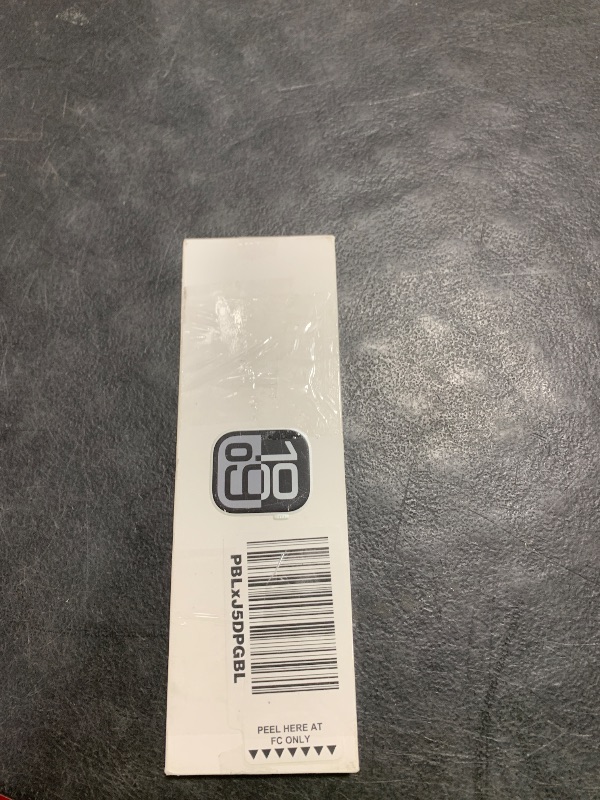 10
09
PBLxJ5DPGBL
PEEL HERE AT
FC ONLY